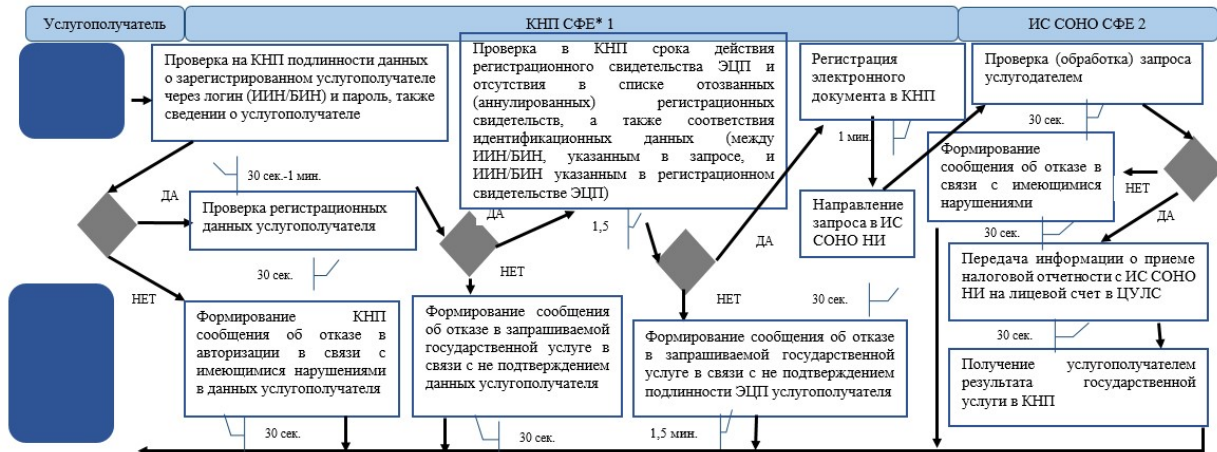 Услугополучатель
КНП СФЕ* 1
ИС СОНО СФЕ 2
Проверка на КНП подлинности данных
о зарегистрированном услугополучателе
через логин (ИИН/БИН) и пароль, также
сведении о услугополучателе
30 сек.-1 мин.
ДА
Проверка регистрационных
данных услугополучателя
30 сек.
НЕТ
Формирование КНП
сообщения об отказе в
авторизации в связи с
имеющимися нарушениями
в данных услугополучателя
30 сек.
Проверка в КНП срока действия
регистрационного свидетельства ЭЦП и
отсутствия в списке отозванных
(аннулированных) регистрационных
свидетельств, а также соответствия
идентификационных данных (между
ИИН/БИН, указанным в запросе, и
ИИН/БИН указанным в регистрационном
свидетельстве ЭЦП)
ДА
1,5
НЕТ
Формирование сообщения
об отказе в запрашиваемой
государственной услуге в
связи с не подтверждением
данных услугополучателя
30 сек.
ДА
НЕТ
30 сек.
Формирование сообщения об отказе
в запрашиваемой государственной
услуге в связи с не подтверждением
подлинности ЭЦП услугополучателя
1,5 мин.
Регистрация
электронного
документа в КНП
1 мин.
Направление
запроса в ИС
СОНО НИ
Проверка (обработка) запроса
услугодателем
30 сек.
Формирование
сообщения об отказе в
связи с имеющимися
нарушениями
НЕТ
ДА
30 сек.
Передача информации о приеме
налоговой отчетности с ИС СОНО
НИ на лицевой счет в ЦУЛС
30 сек.
Получение услугополучателем
результата государственной
услуги в КНП